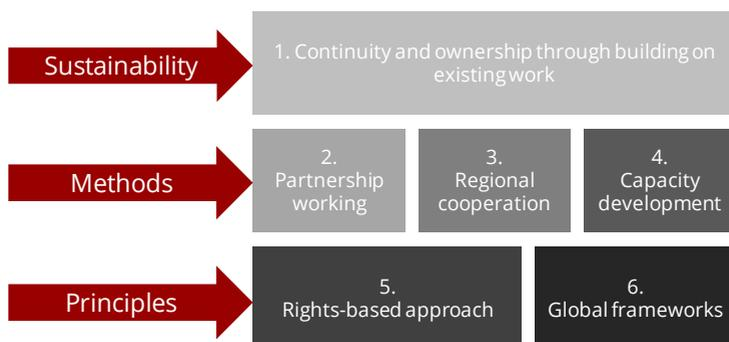 Sustainability
1. Continuity and ownership through building on
existing work
Methods
2.
Partnership
working
3.
Regional
cooperation
4.
Capacity
development
Principles
5.
Rights-based approach
6.
Global frameworks